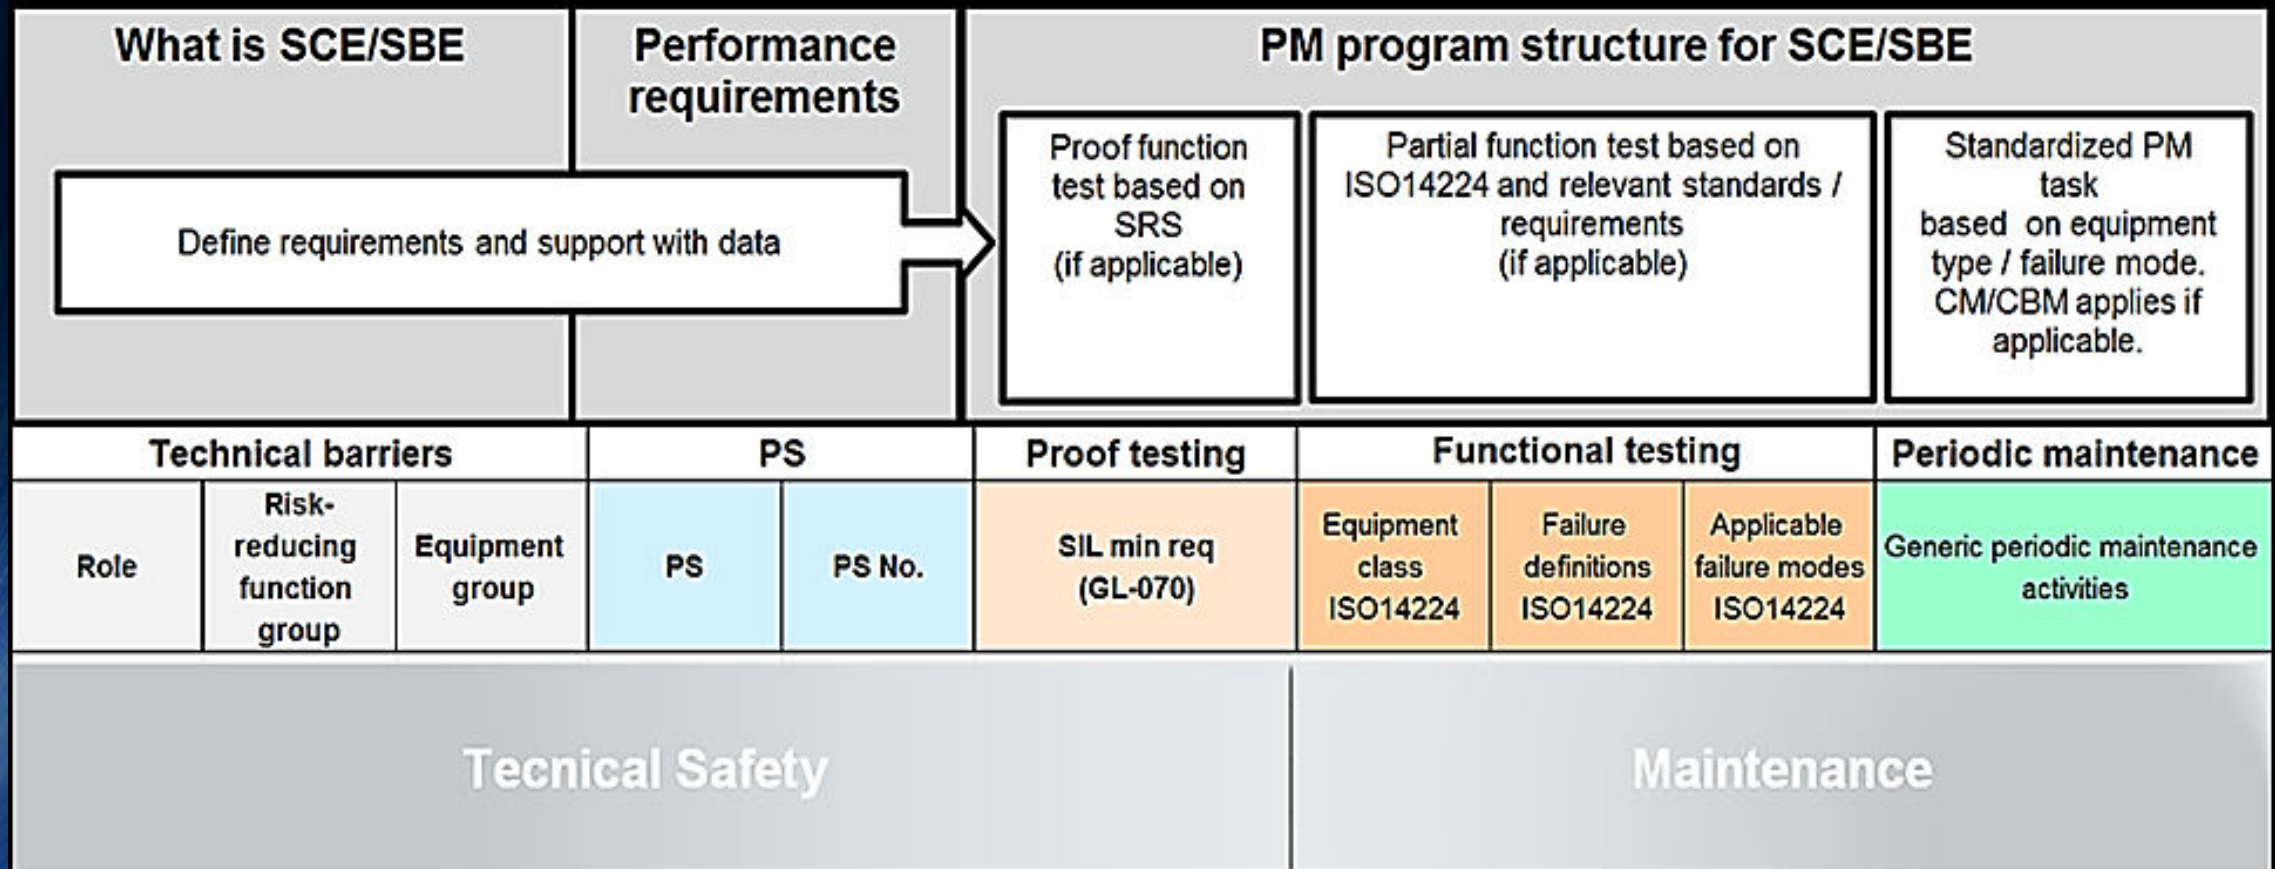 What is SCE/SBE
Performance
requirements
PM program structure for SCE/SBE
Define requirements and support with data
Proof function
test based on
SRS
(if applicable)
Partial function test based on
ISO14224 and relevant standards /
requirements
(if applicable)
Standardized PM
task
based on equipment
type / failure mode.
CM/CBM applies if
applicable.
Technical barriers
PS
Proof testing
Functional testing
Periodic maintenance
Role
Risk-
reducing
function
group
Equipment
group
PS
PS No.
SIL min req
(GL-070)
Equipment
class
ISO14224
Failure
definitions
ISO14224
Applicable
failure modes
ISO14224
Generic periodic maintenance
activities
Tecnical Safety
Maintenance